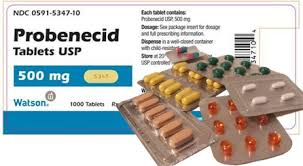 NDC 0591-5347-10
Probenecid
Tablets USP
500 mg
5347
Watson.
1000 Tablets
Each tablet contains:
Probenecid USP, 500 mg
Dosage: See package insert for dosage
and full prescribing information.
Dispense in a well-closed container
with child-resist
Store at 20°
USP controlled